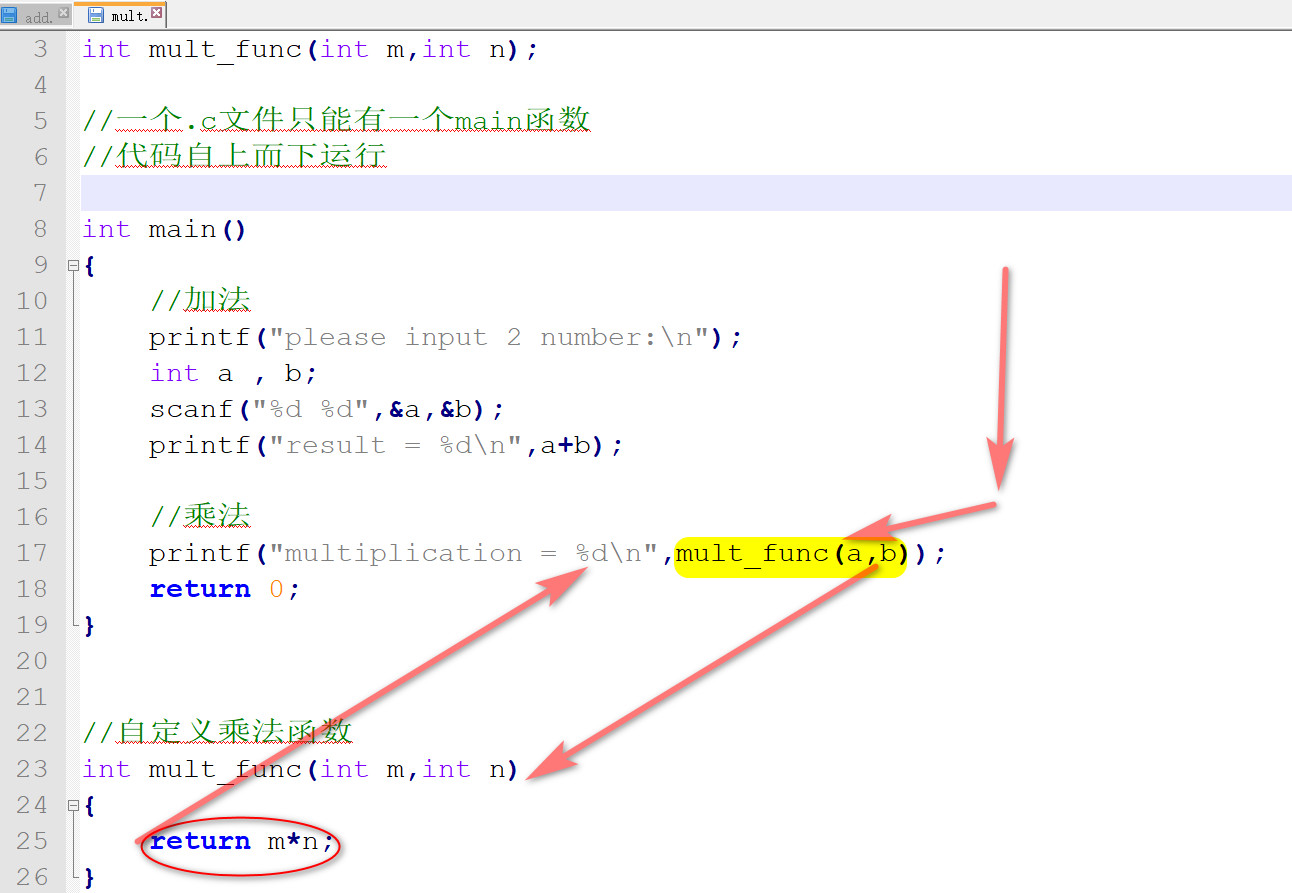 add. mult.
3 int mult_func(int m,int n);
4
5 //一个.c文件只能有一个main函数
6 //代码自上而下运行
7
8 int main()
9 {
10 //加法
11 printf("please input 2 number:\n");
12 int a , b;
13 scanf("%d %d",&a,&b);
14 printf("result = %d\n",a+b);
15
16 //乘法
17 printf("multiplication = %d\n",mult_func(a,b));
18 return 0;
19 }
20
21
22 //自定义乘法函数
23 int mult_func(int m,int n)
24 {
25 return m*n;
26 }